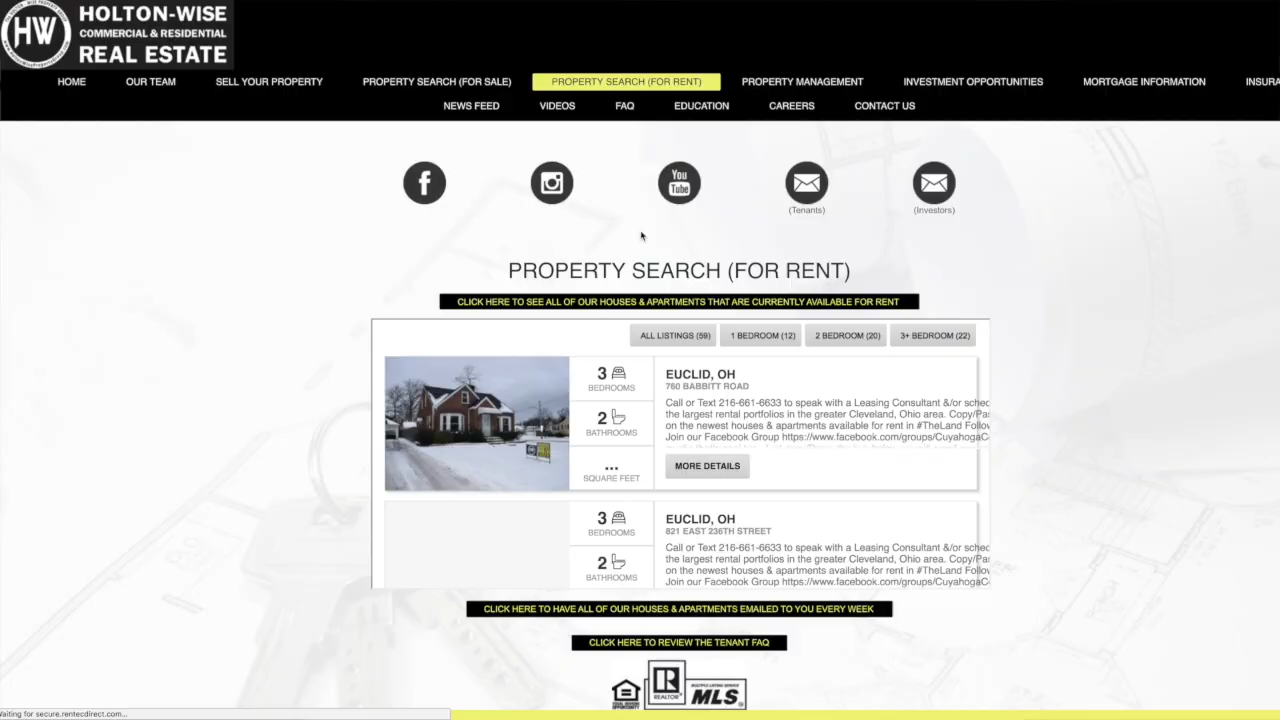 HOLTON-WISE
COMMERCIAL & RESIDENTIAL
REAL ESTATE
HW
HOME OUR TEAM SELL YOUR PROPERTY PROPERTY SEARCH (FOR SALE) PROPERTY SEARCH (FOR RENT) PROPERTY MANAGEMENT INVESTMENT OPPORTUNITIES MORTGAGE INFORMATION INSURA
NEWS FEED VIDEOS FAQ EDUCATION CAREERS CONTACT US
f You Tube
(Tenants) (Investors)
PROPERTY SEARCH (FOR RENT)
CLICK HERE TO SEE ALL OF OUR HOUSES & APARTMENTS THAT ARE CURRENTLY AVAILABLE FOR RENT
ALL LISTINGS (59) 1 BEDROOM (12) 2 BEDROOM (20) 3+ BEDROOM (22)
3
BEDROOMS
2
BATHROOMS
...
SQUARE FEET
EUCLID, OH
760 BABBITT ROAD
Call or Text 216-661-6633 to speak with a Leasing Consultant &/or sched
the largest rental portfolios in the greater Cleveland, Ohio area. Copy/Pas
on the newest houses & apartments available for rent in #TheLand Follow
Join our Facebook Group https://www.facebook.com/groups/CuyahogaC
MORE DETAILS
3
BEDROOMS
2
BATHROOMS
EUCLID, OH
821 EAST 236TH STREET
Call or Text 216-661-6633 to speak with a Leasing Consultant &/or sched
the largest rental portfolios in the greater Cleveland, Ohio area. Copy/Pas
on the newest houses & apartments available for rent in #TheLand Follow
Join our Facebook Group https://www.facebook.com/groups/CuyahogaC
CLICK HERE TO HAVE ALL OF OUR HOUSES & APARTMENTS EMAILED TO YOU EVERY WEEK
CLICK HERE TO REVIEW THE TENANT FAQ
EQUAL HOUSING
OPPORTUNITY
R
REALTOR
MULTIPLE LISTING SERVICE
MLS
Waiting for secure.rentecdirect.com...